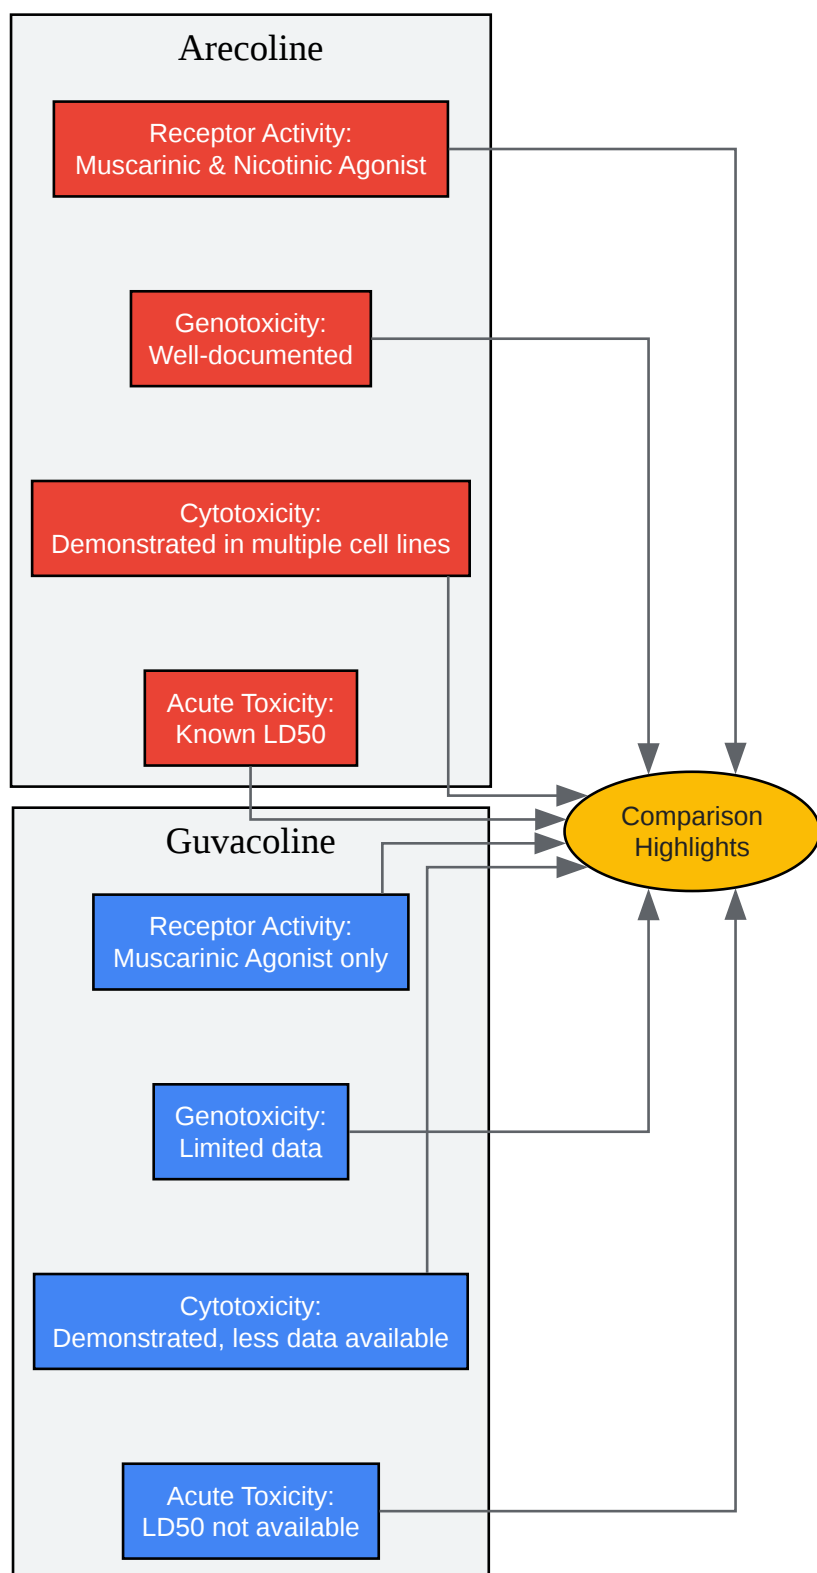 Arecoline
Receptor Activity:
Muscarinic & Nicotinic Agonist
Genotoxicity:
Well-documented
Cytotoxicity:
Demonstrated in multiple cell lines
Acute Toxicity:
Known LD50
Comparison
Highlights
Guvacoline
Receptor Activity:
Muscarinic Agonist only
Genotoxicity:
Limited data
Cytotoxicity:
Demonstrated, less data available
Acute Toxicity:
LD50 not available